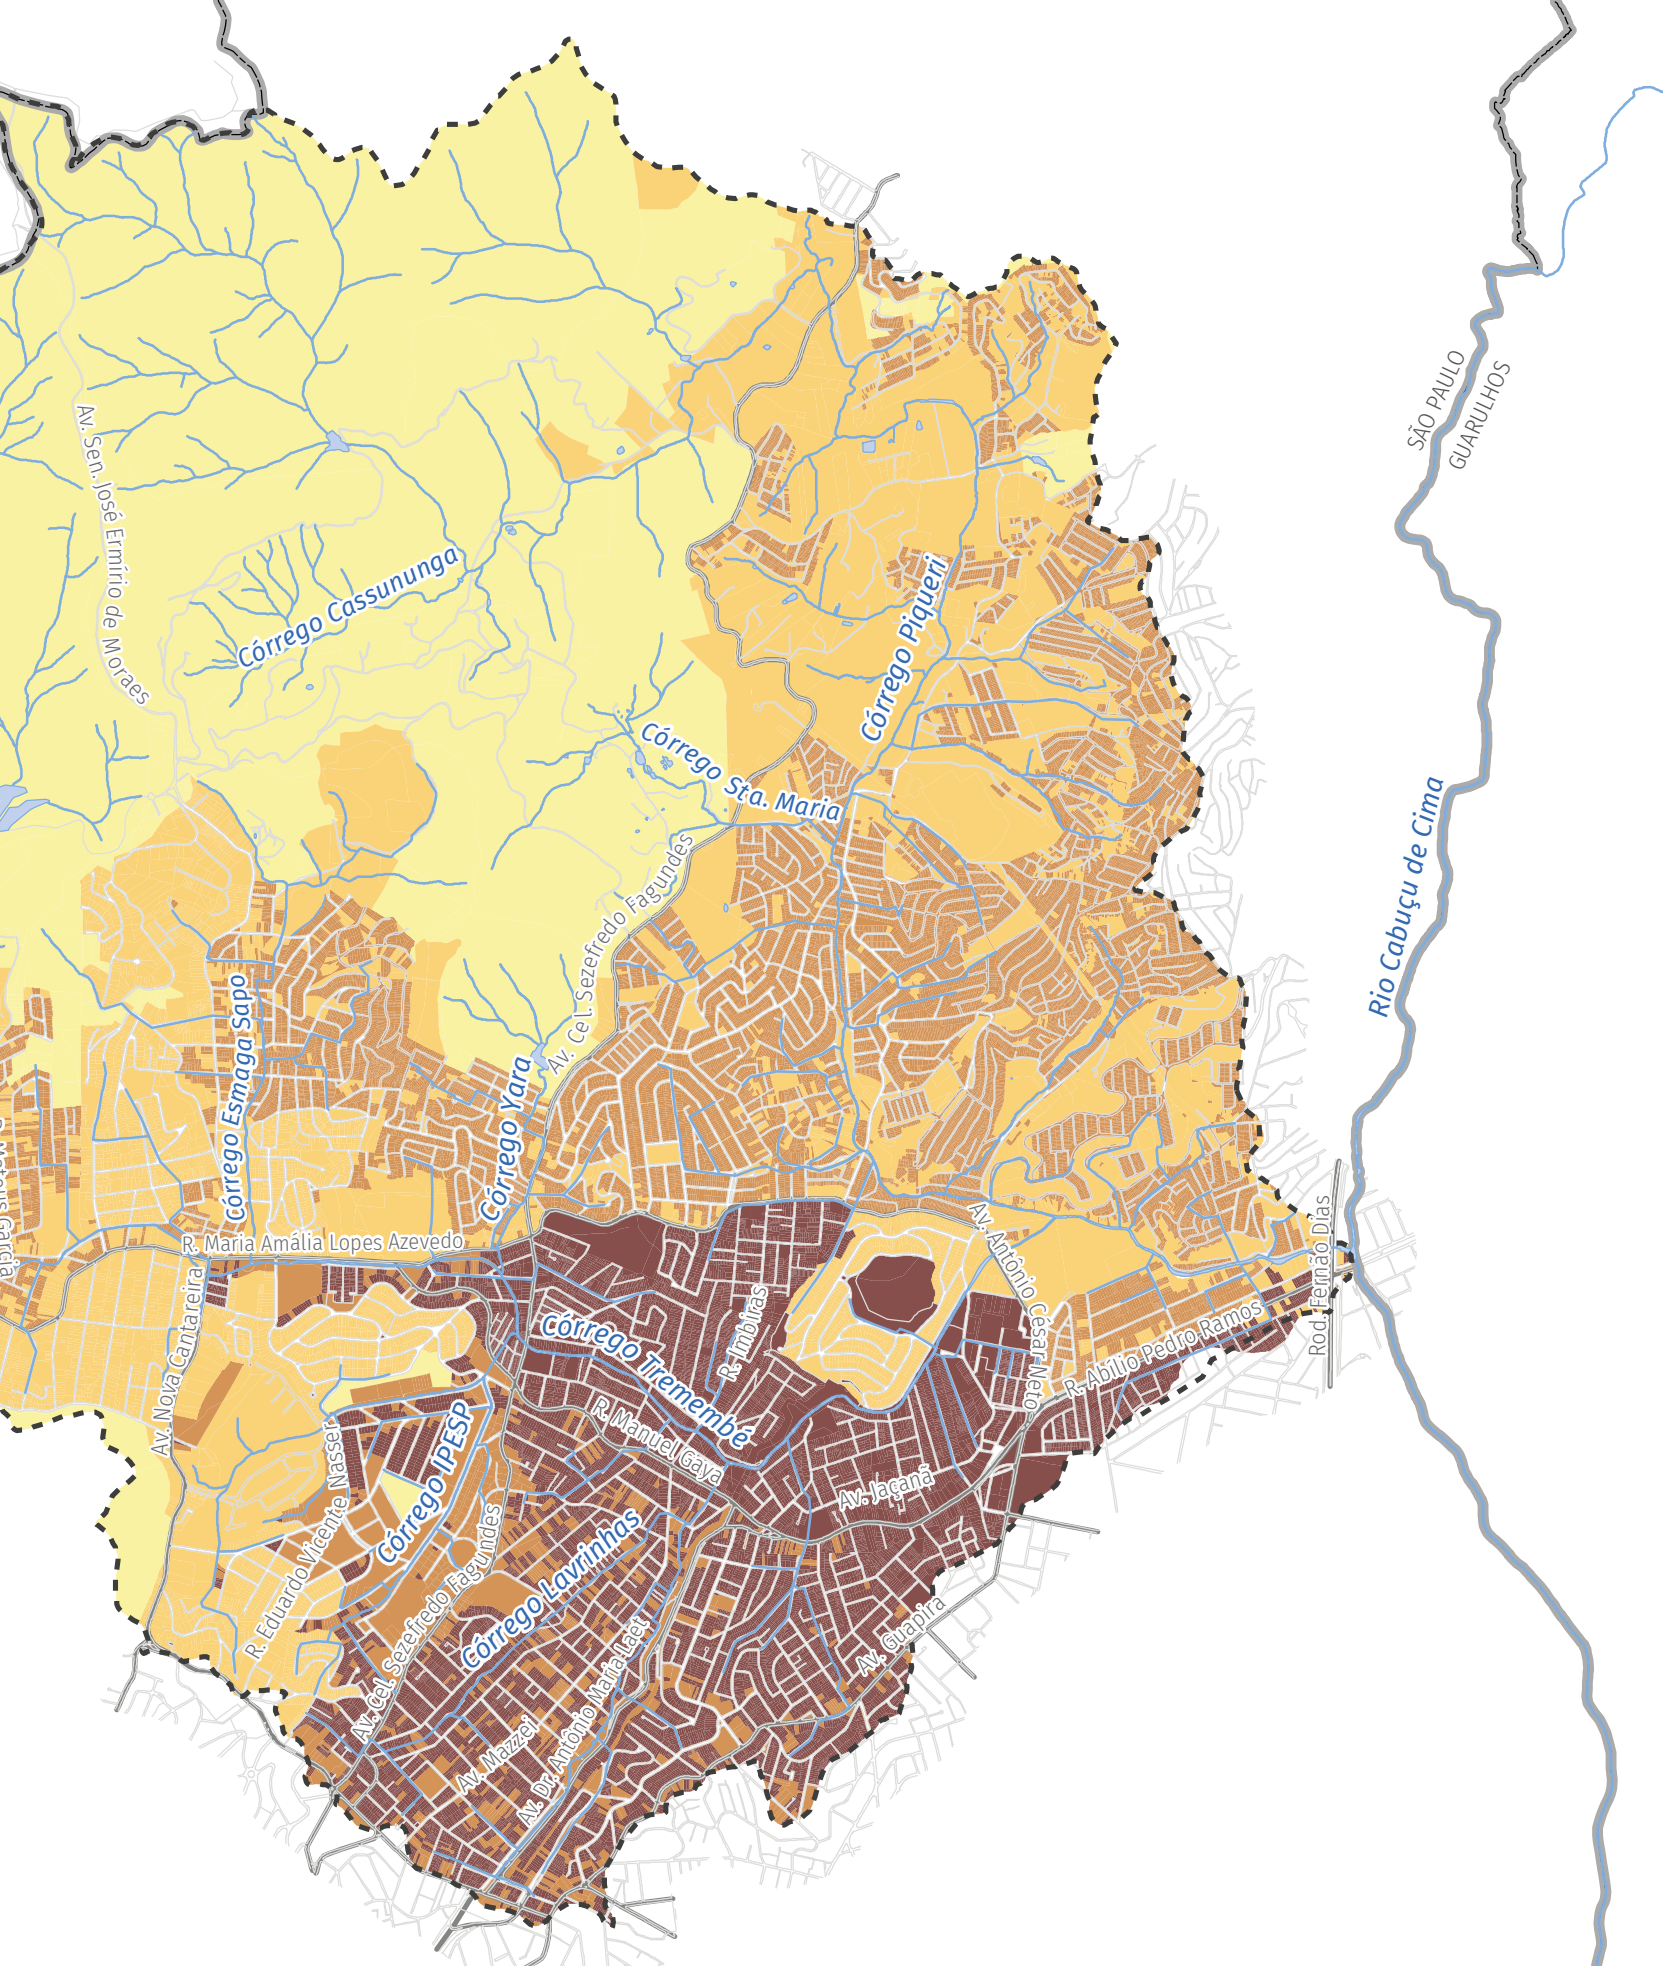 SÃO PAULO
GUARULHOS
Av. Sen. José Ermírio de Moraes
Córrego Cassununga
Córrego Piqueri
Córrego Sta. Maria
Rio Cabuçu de Cima
Av. Cel. Sezefredo Fagundes
Córrego Esmaga Sapo
Córrego Yara
R. Mateus Garcia
R. Maria Amália Lopes Azevedo
Av. Nova Cantareira
Av. Antônio César Neto
Rod. Fernão Dias
R. Imbiras
Córrego Tremembé
R. Abílio Pedro Ramos
R. Manuel Gaya
Córrego IPESP
Av. Jaçanã
R. Eduardo Vicente Nasser
Córrego Lavrinhas
Av. Cel. Sezefredo Fagundes
Av. Guapira
Av. Mazzei
Av. Dr. Antônio Maria Laet